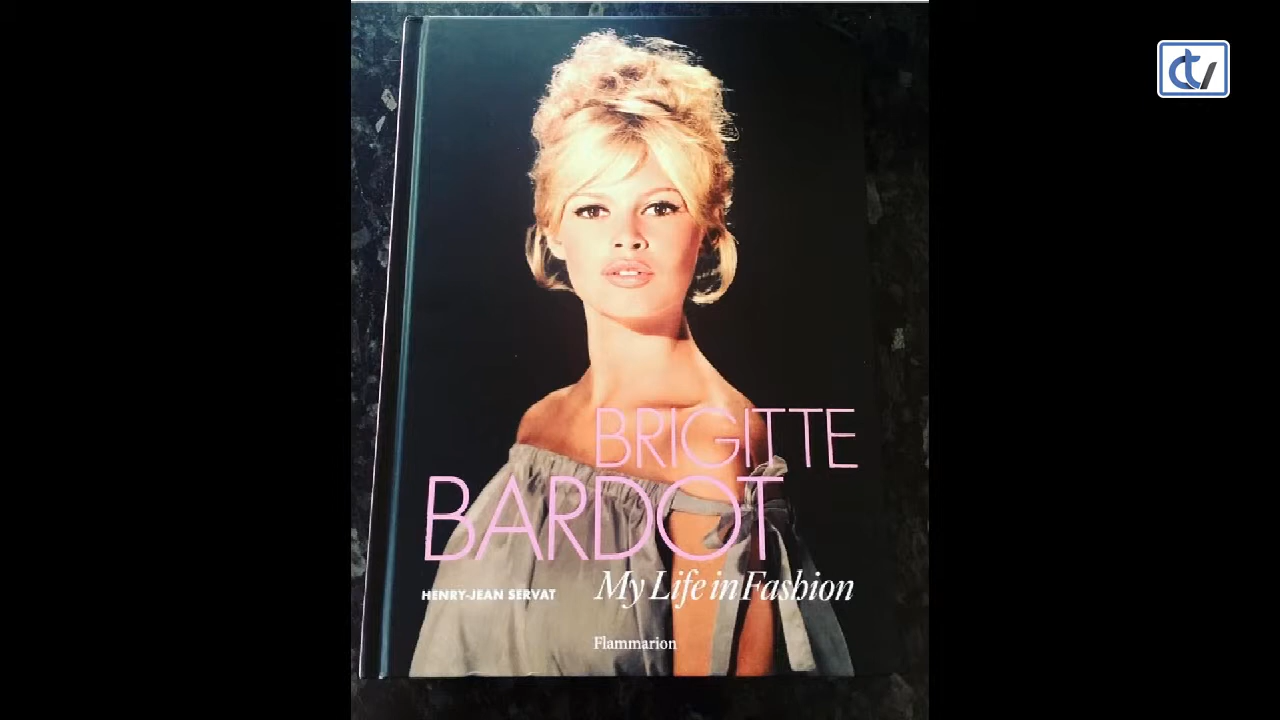 BRIGITTE
BARDOT
HENRY-JEAN SERVAT
My Life in Fashion
Flammarion